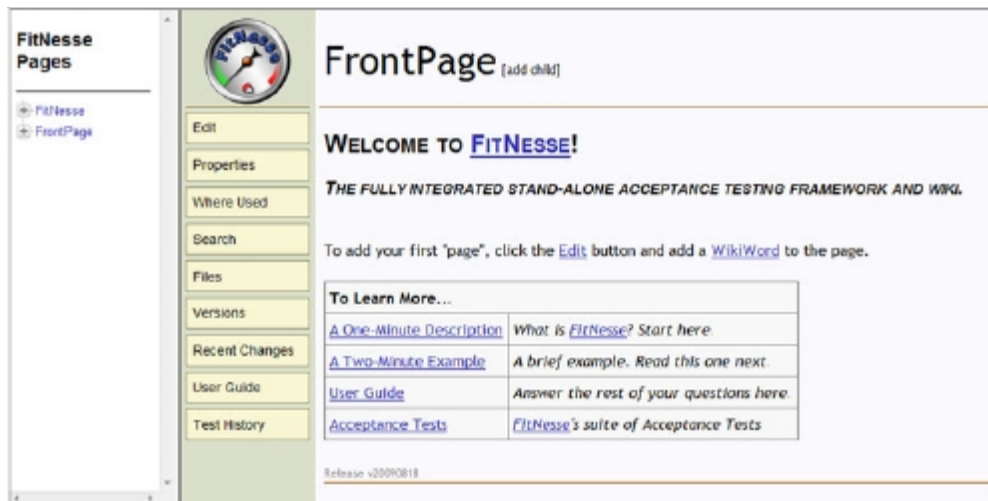 FitNesse
Pages
FitNesse
FrontPage
FitNesse
Edit
Properties
Where Used
Search
Files
Versions
Recent Changes
User Guide
Test History
FrontPage [add child]
WELCOME TO FITNESSE!
THE FULLY INTEGRATED STAND-ALONE ACCEPTANCE TESTING FRAMEWORK AND WIKI.
To add your first "page", click the Edit button and add a WikiWord to the page.
To Learn More...
A One-Minute Description What is FitNesse? Start here
A Two-Minute Example A brief example. Read this one next.
User Guide Answer the rest of your questions here.
Acceptance Tests FitNesse's suite of Acceptance Tests
Release v20090818